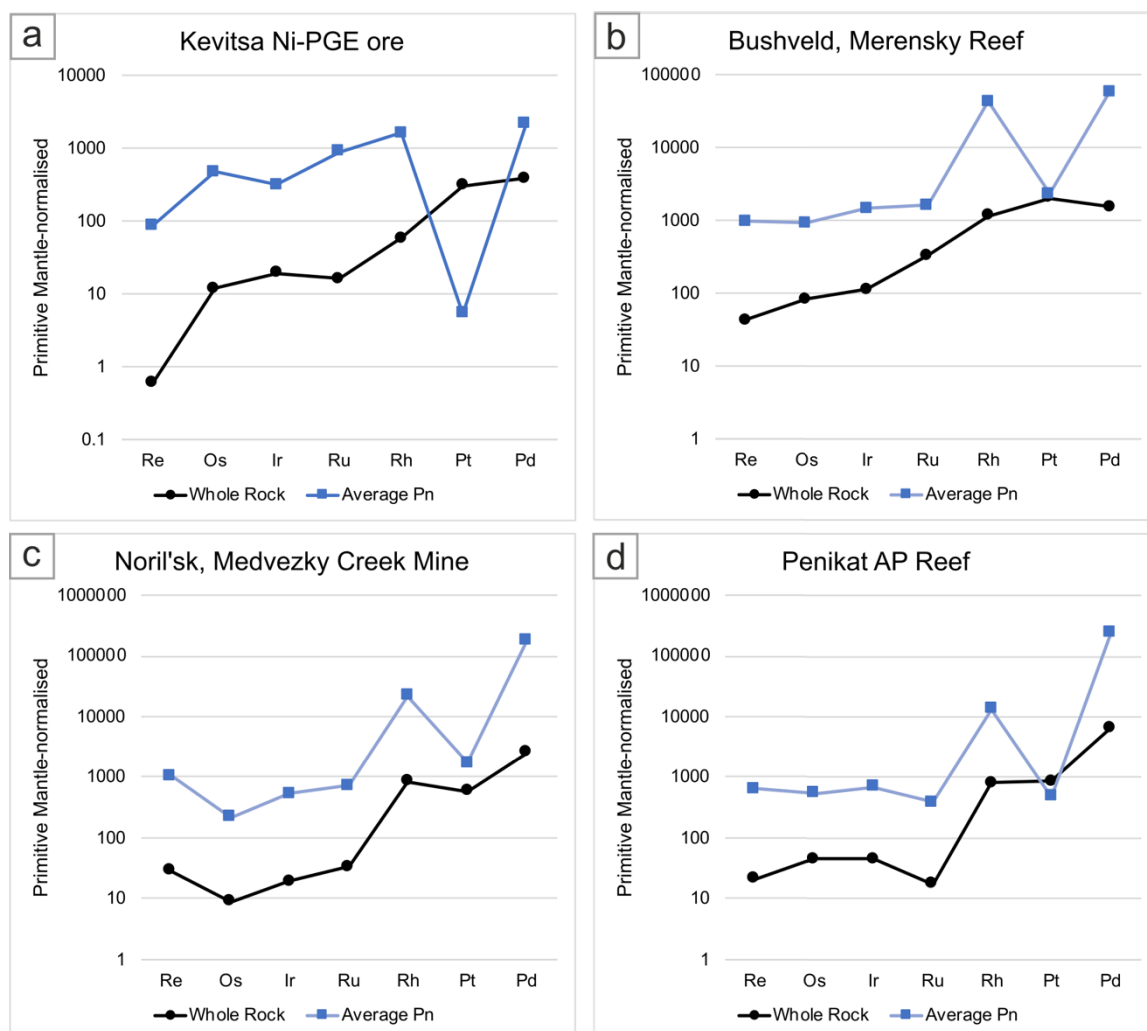 a
Kevitsa Ni-PGE ore
Primitive Mantle-normalised
10000
1000
100
10
1
0.1
Re Os Ir Ru Rh Pt Pd
Whole Rock Average Pn
b
Bushveld, Merensky Reef
Primitive Mantle-normalised
100000
10000
1000
100
10
1
Re Os Ir Ru Rh Pt Pd
Whole Rock Average Pn
c
Noril'sk, Medvezky Creek Mine
Primitive Mantle-normalised
1000000
100000
10000
1000
100
10
1
Re Os Ir Ru Rh Pt Pd
Whole Rock Average Pn
d
Penikat AP Reef
Primitive Mantle-normalised
1000000
100000
10000
1000
100
10
1
Re Os Ir Ru Rh Pt Pd
Whole Rock Average Pn